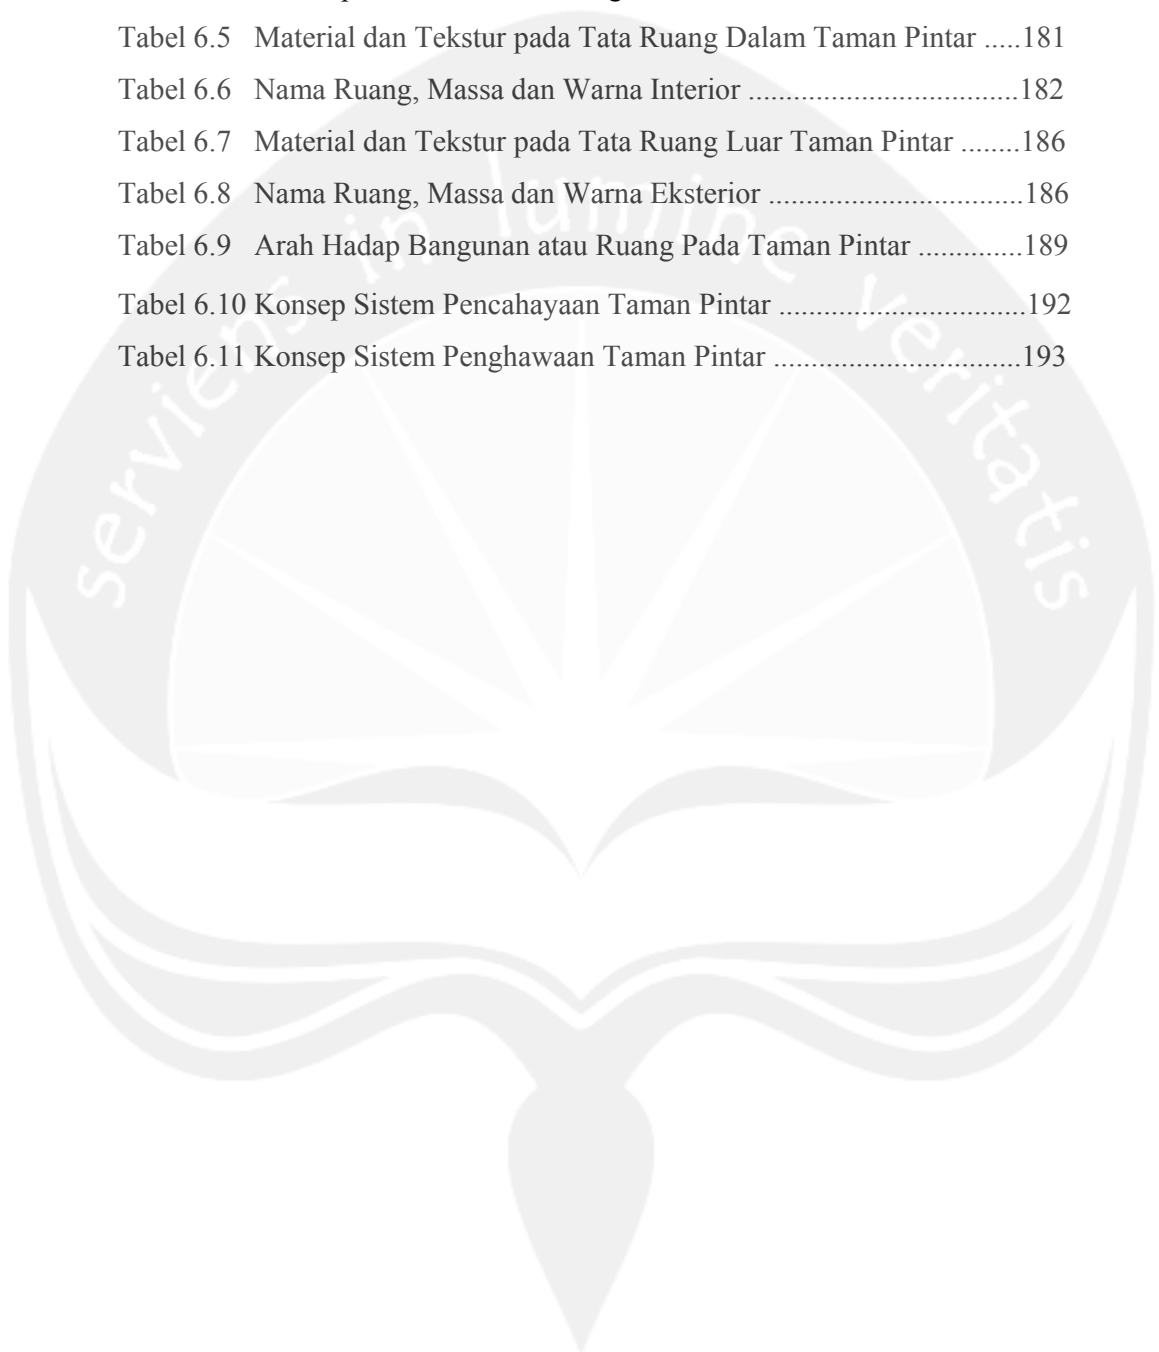 Tabel 6.5 Material dan Tekstur pada Tata Ruang Dalam Taman Pintar .....181
Tabel 6.6 Nama Ruang, Massa dan Warna Interior ....................................182
Tabel 6.7 Material dan Tekstur pada Tata Ruang Luar Taman Pintar ........186
Tabel 6.8 Nama Ruang, Massa dan Warna Eksterior ..................................186
Tabel 6.9 Arah Hadap Bangunan atau Ruang Pada Taman Pintar ..............189
Tabel 6.10 Konsep Sistem Pencahayaan Taman Pintar .................................192
Tabel 6.11 Konsep Sistem Penghawaan Taman Pintar .................................193
serviens in lumine veritatis